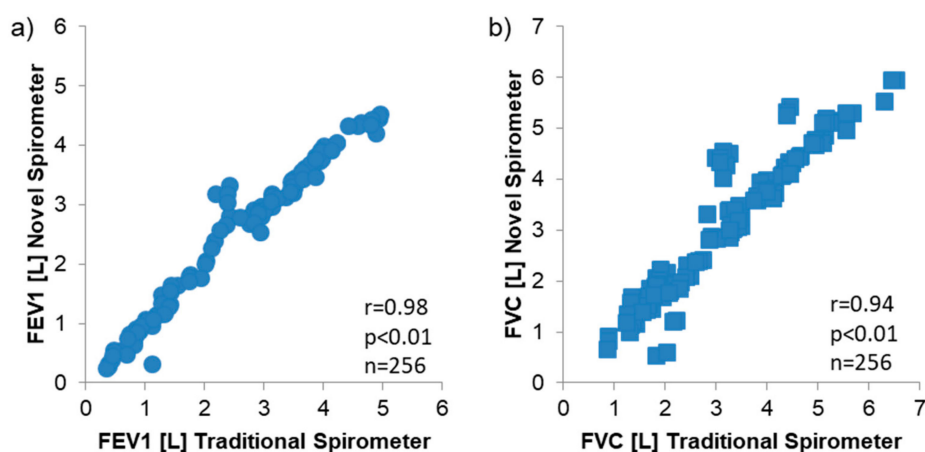 a)
FEV1 [L] Novel Spirometer
6
5
4
3
2
1
0
0 1 2 3 4 5 6
FEV1 [L] Traditional Spirometer
r=0.98
p<0.01
n=256
b)
FVC [L] Novel Spirometer
7
6
5
4
3
2
1
0
0 1 2 3 4 5 6 7
FVC [L] Traditional Spirometer
r=0.94
p<0.01
n=256